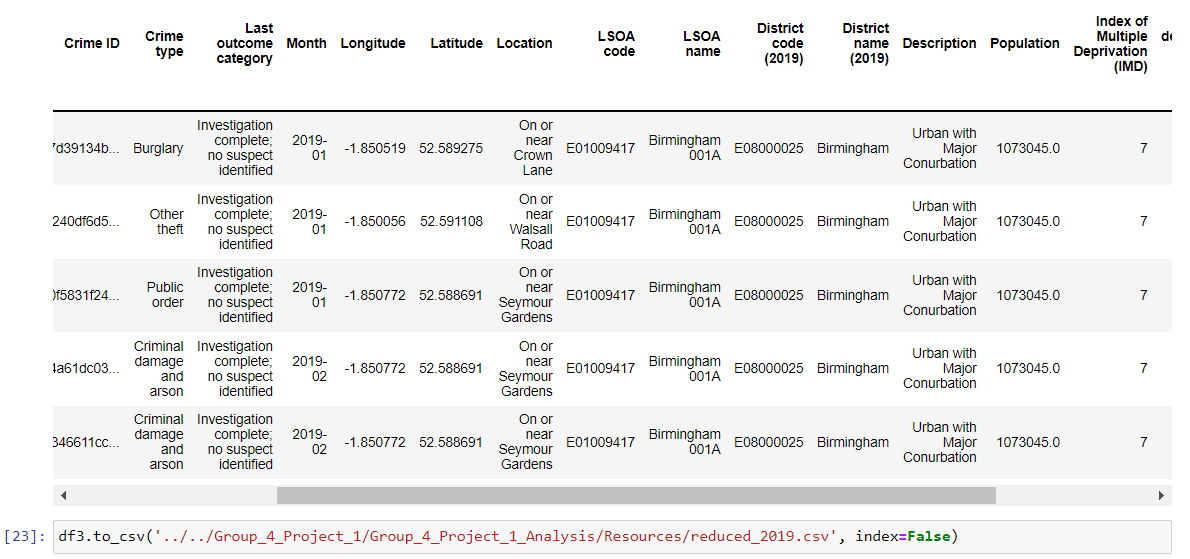 Crime ID Crime type Last outcome category Month Longitude Latitude Location LSOA code LSOA name District code (2019) District name (2019) Description Population Index of Multiple Deprivation (IMD)
7d39134b... Burglary Investigation complete; no suspect identified 2019-01 -1.850519 52.589275 On or near Crown Lane E01009417 Birmingham 001A E08000025 Birmingham Urban with Major Conurbation 1073045.0 7
240df6d5... Other theft Investigation complete; no suspect identified 2019-01 -1.850056 52.591108 On or near Walsall Road E01009417 Birmingham 001A E08000025 Birmingham Urban with Major Conurbation 1073045.0 7
0f5831f24... Public order Investigation complete; no suspect identified 2019-01 -1.850772 52.588691 On or near Seymour Gardens E01009417 Birmingham 001A E08000025 Birmingham Urban with Major Conurbation 1073045.0 7
4a61dc03... Criminal damage and arson Investigation complete; no suspect identified 2019-02 -1.850772 52.588691 On or near Seymour Gardens E01009417 Birmingham 001A E08000025 Birmingham Urban with Major Conurbation 1073045.0 7
346611cc... Criminal damage and arson Investigation complete; no suspect identified 2019-02 -1.850772 52.588691 On or near Seymour Gardens E01009417 Birmingham 001A E08000025 Birmingham Urban with Major Conurbation 1073045.0 7
[23]: df3.to_csv('../../Group_4_Project_1/Group_4_Project_1_Analysis/Resources/reduced_2019.csv', index=False)